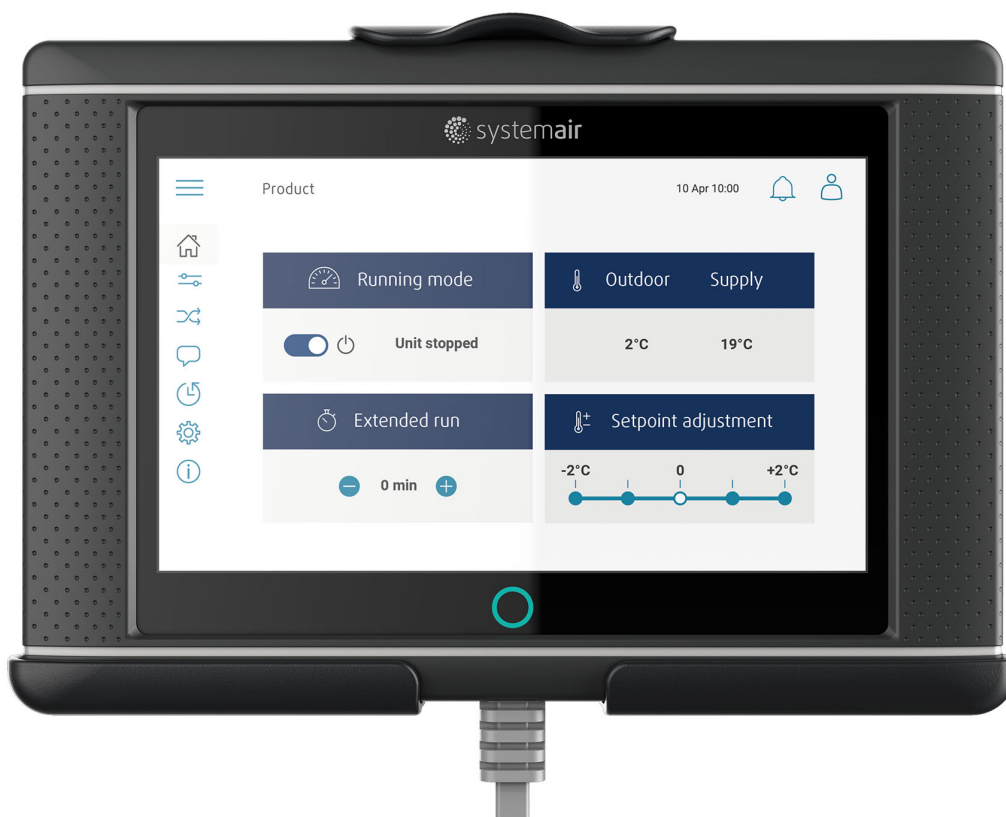 systemair
Product
10 Apr 10:00
Running mode
Outdoor Supply
Unit stopped
2°C 19°C
Extended run
Setpoint adjustment
-2°C 0 +2°C
0 min